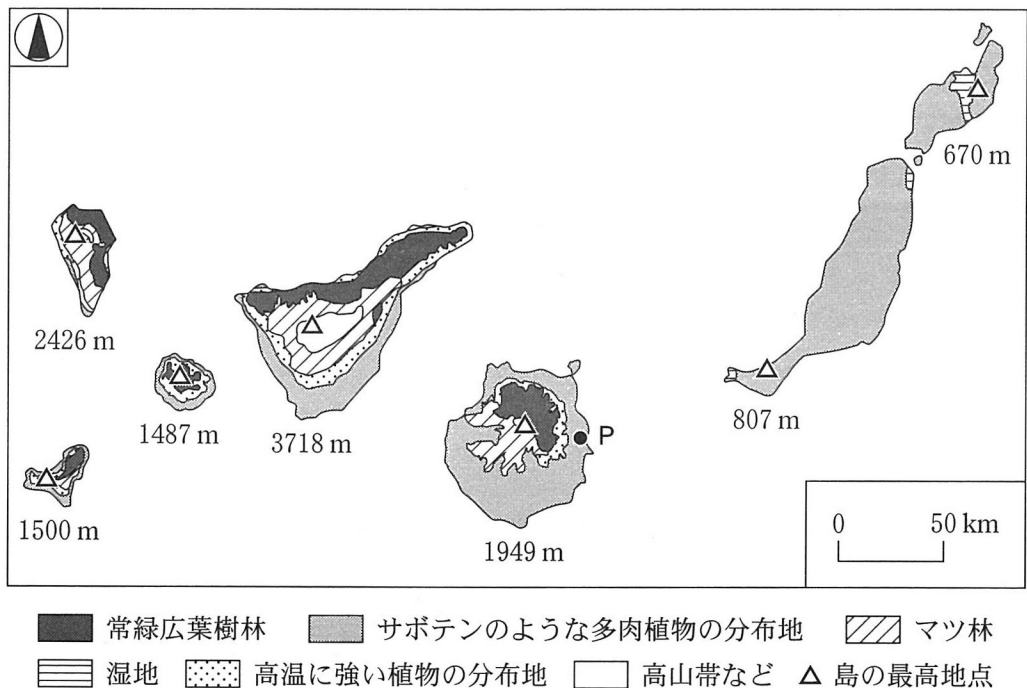 670 m
2426 m
1487 m
3718 m
P
807 m
1500 m
1949 m
0 50 km
常緑広葉樹林 サボテンのような多肉植物の分布地 マツ林
湿地 高温に強い植物の分布地 高山帯など 島の最高地点